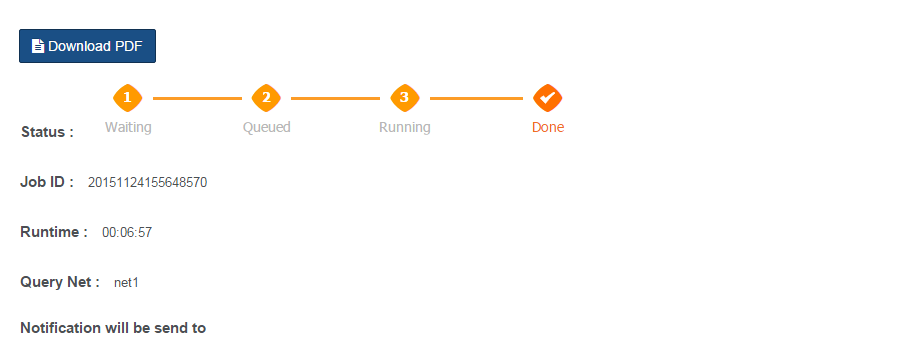 Download PDF
1 2 3
Status : Waiting Queued Running Done
Job ID : 20151124155648570
Runtime : 00:06:57
Query Net : net1
Notification will be send to